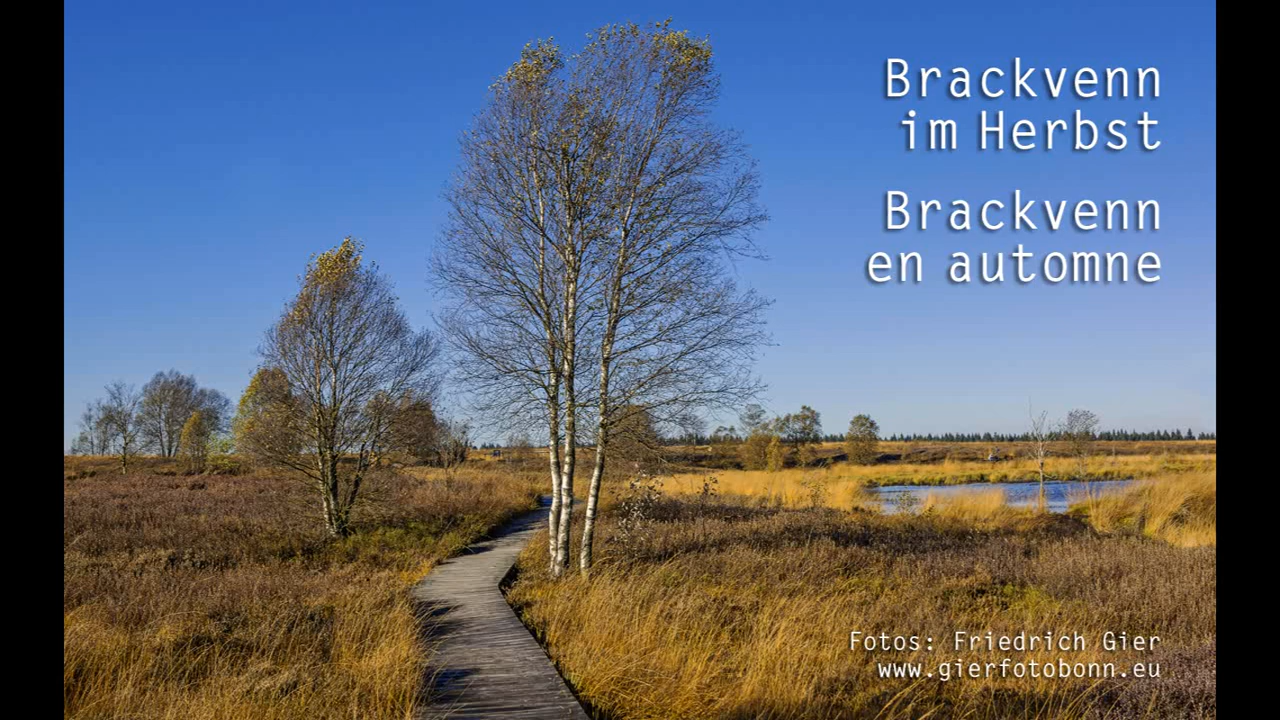 Brackvenn
im Herbst
Brackvenn
en automne
Fotos: Friedrich Gier
www.gierfotobonn.eu